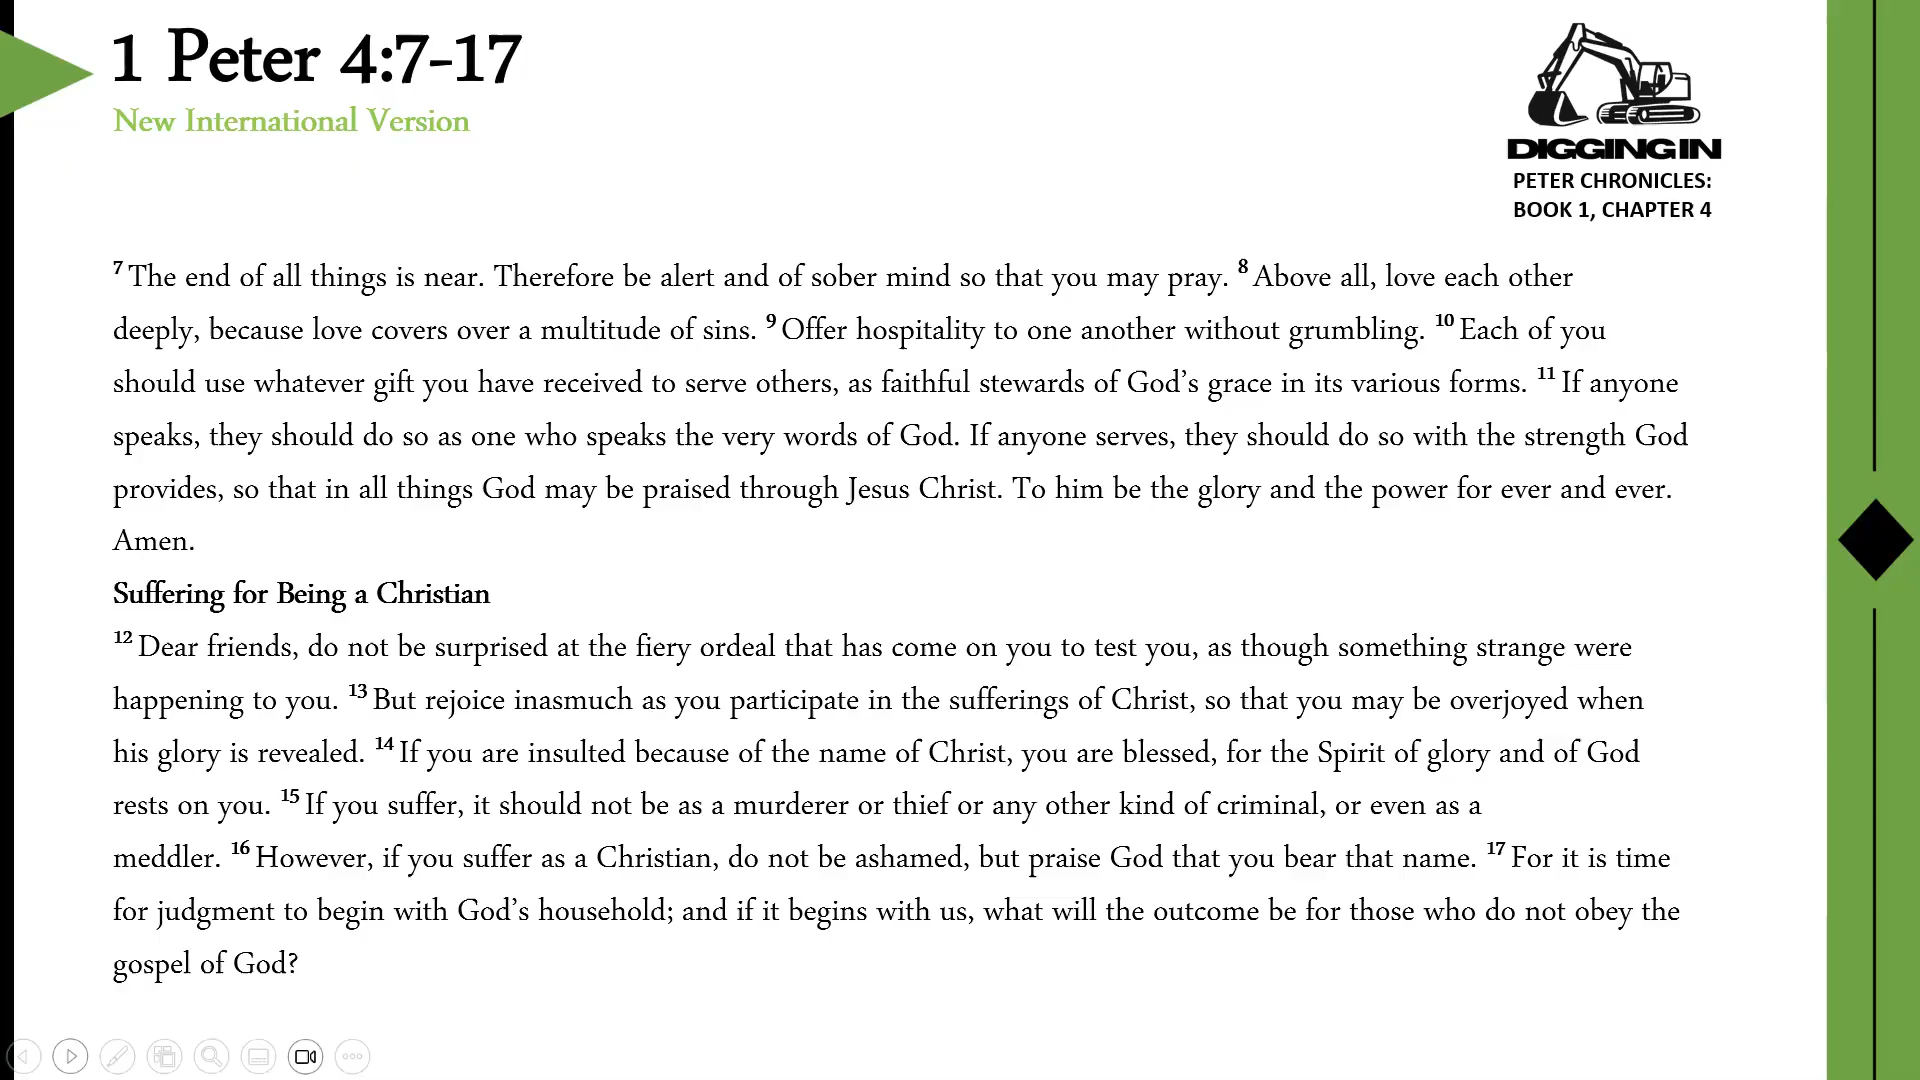 1 Peter 4:7-17
New International Version
DIGGING IN
PETER CHRONICLES:
BOOK 1, CHAPTER 4
7 The end of all things is near. Therefore be alert and of sober mind so that you may pray. 8 Above all, love each other
deeply, because love covers over a multitude of sins. 9 Offer hospitality to one another without grumbling. 10 Each of you
should use whatever gift you have received to serve others, as faithful stewards of God’s grace in its various forms. 11 If anyone
speaks, they should do so as one who speaks the very words of God. If anyone serves, they should do so with the strength God
provides, so that in all things God may be praised through Jesus Christ. To him be the glory and the power for ever and ever.
Amen.
Suffering for Being a Christian
12 Dear friends, do not be surprised at the fiery ordeal that has come on you to test you, as though something strange were
happening to you. 13 But rejoice inasmuch as you participate in the sufferings of Christ, so that you may be overjoyed when
his glory is revealed. 14 If you are insulted because of the name of Christ, you are blessed, for the Spirit of glory and of God
rests on you. 15 If you suffer, it should not be as a murderer or thief or any other kind of criminal, or even as a
meddler. 16 However, if you suffer as a Christian, do not be ashamed, but praise God that you bear that name. 17 For it is time
for judgment to begin with God’s household; and if it begins with us, what will the outcome be for those who do not obey the
gospel of God?